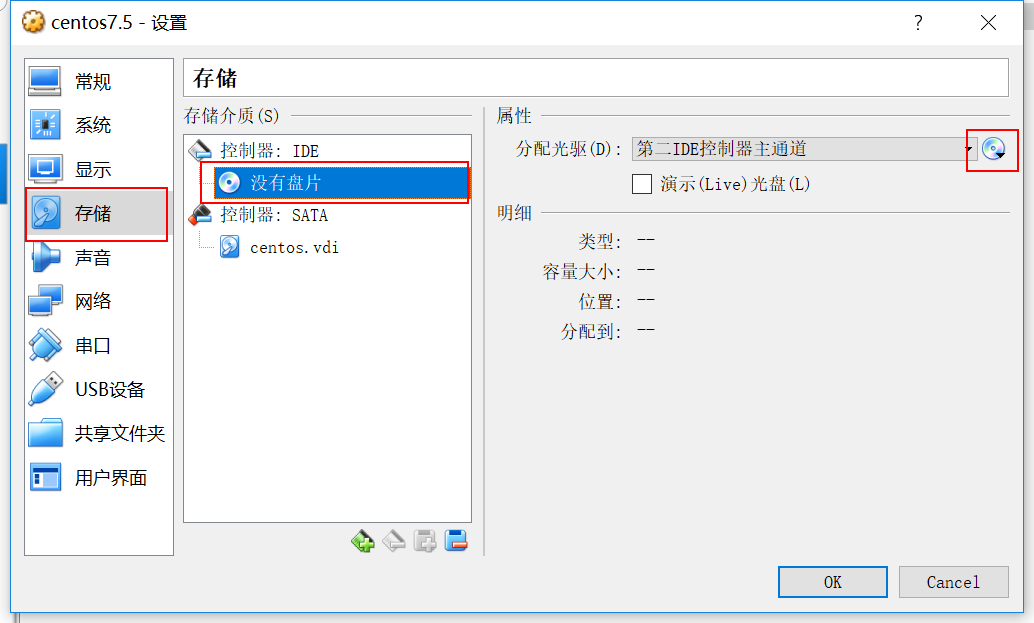 centos7.5 - 设置
?
常规
系统
显示
存储
声音
网络
串口
USB设备
共享文件夹
用户界面
存储
存储介质(S)
控制器: IDE
没有盘片
控制器: SATA
centos.vdi
属性
分配光驱(D): 第二IDE控制器主通道
演示(Live)光盘(L)
明细
类型: --
容量大小: --
位置: --
分配到: --
OK
Cancel